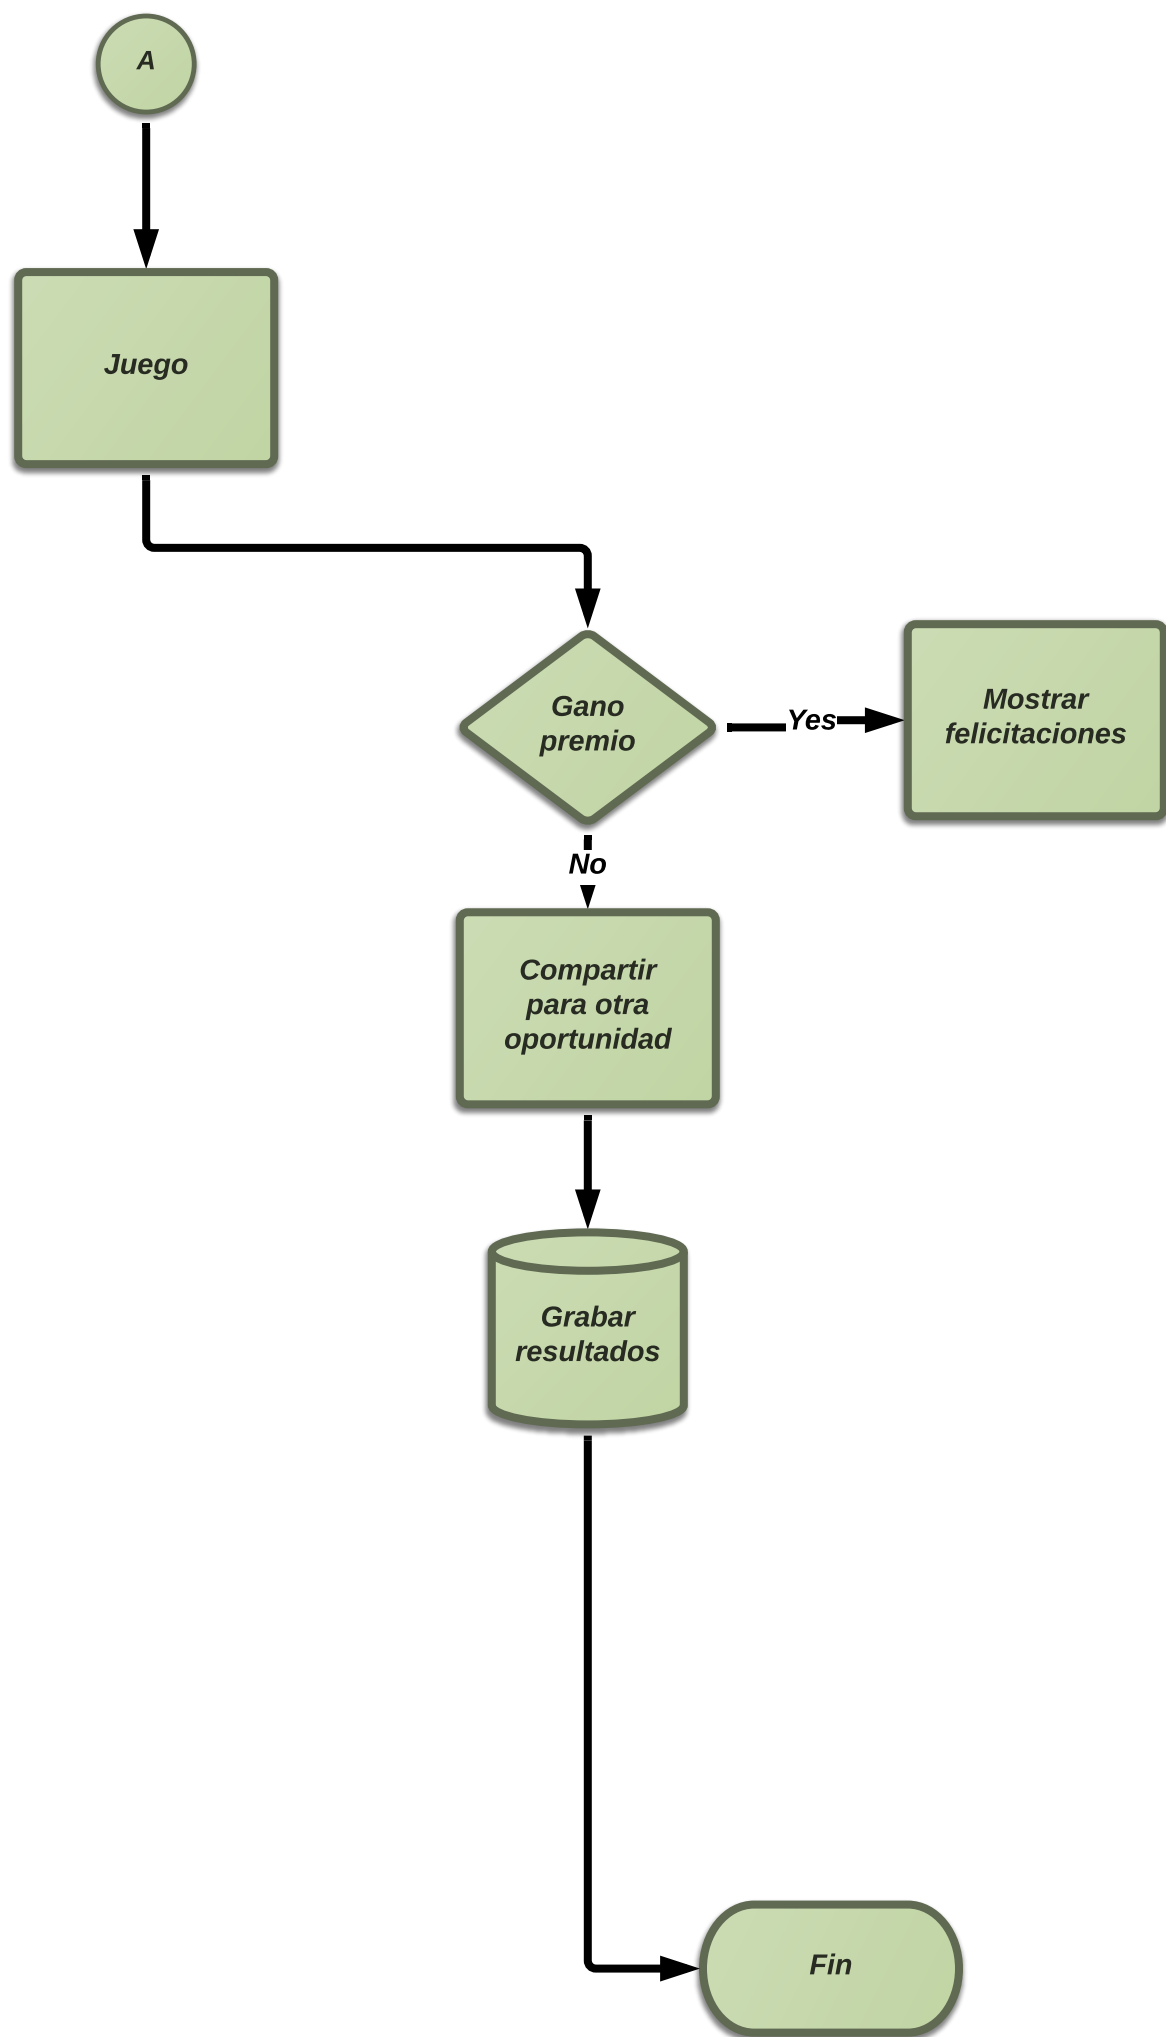 A
Juego
Gano
premio
Yes
Mostrar
felicitaciones
No
Compartir
para otra
oportunidad
Grabar
resultados
Fin